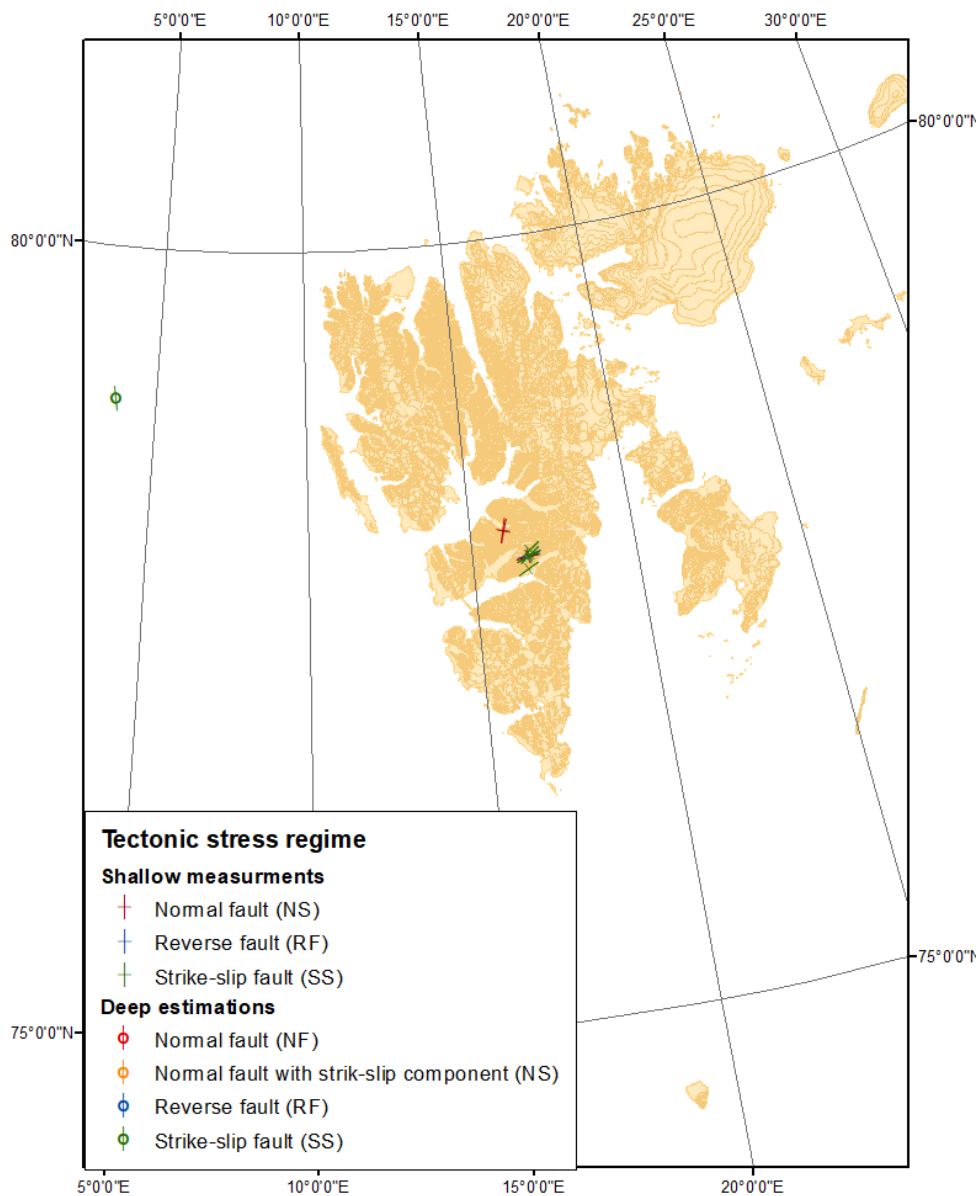 5°0'0"E 10°0'0"E 15°0'0"E 20°0'0"E 25°0'0"E 30°0'0"E
80°0'0"N
80°0'0"N
75°0'0"N
75°0'0"N
Tectonic stress regime
Shallow measurments
Normal fault (NS)
Reverse fault (RF)
Strike-slip fault (SS)
Deep estimations
Normal fault (NF)
Normal fault with strik-slip component (NS)
Reverse fault (RF)
Strike-slip fault (SS)
5°0'0"E 10°0'0"E 15°0'0"E 20°0'0"E